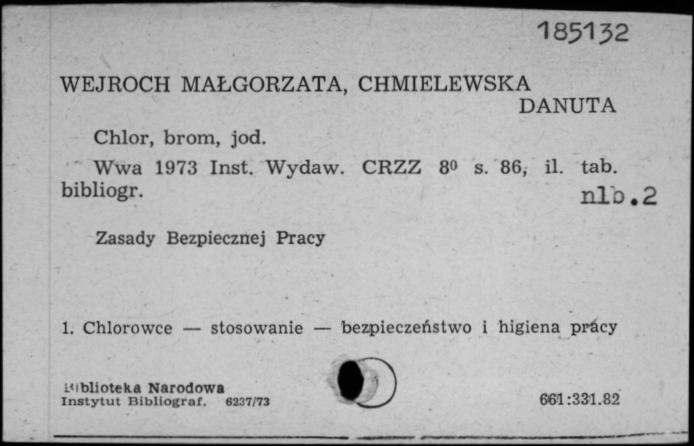 185132
WEJROCH MAŁGORZATA, CHMIELEWSKA
DANUTA
Chlor, brom, jod.
Wwa 1973 Inst. Wydaw. CRZZ 8⁰ s. 86, il. tab.
bibliogr.
nlb.2
Zasady Bezpiecznej Pracy
1. Chlorowce — stosowanie — bezpieczeństwo i higiena pracy
Biblioteka Narodowa
Instytut Bibliograf. 6237/73
661:331.82